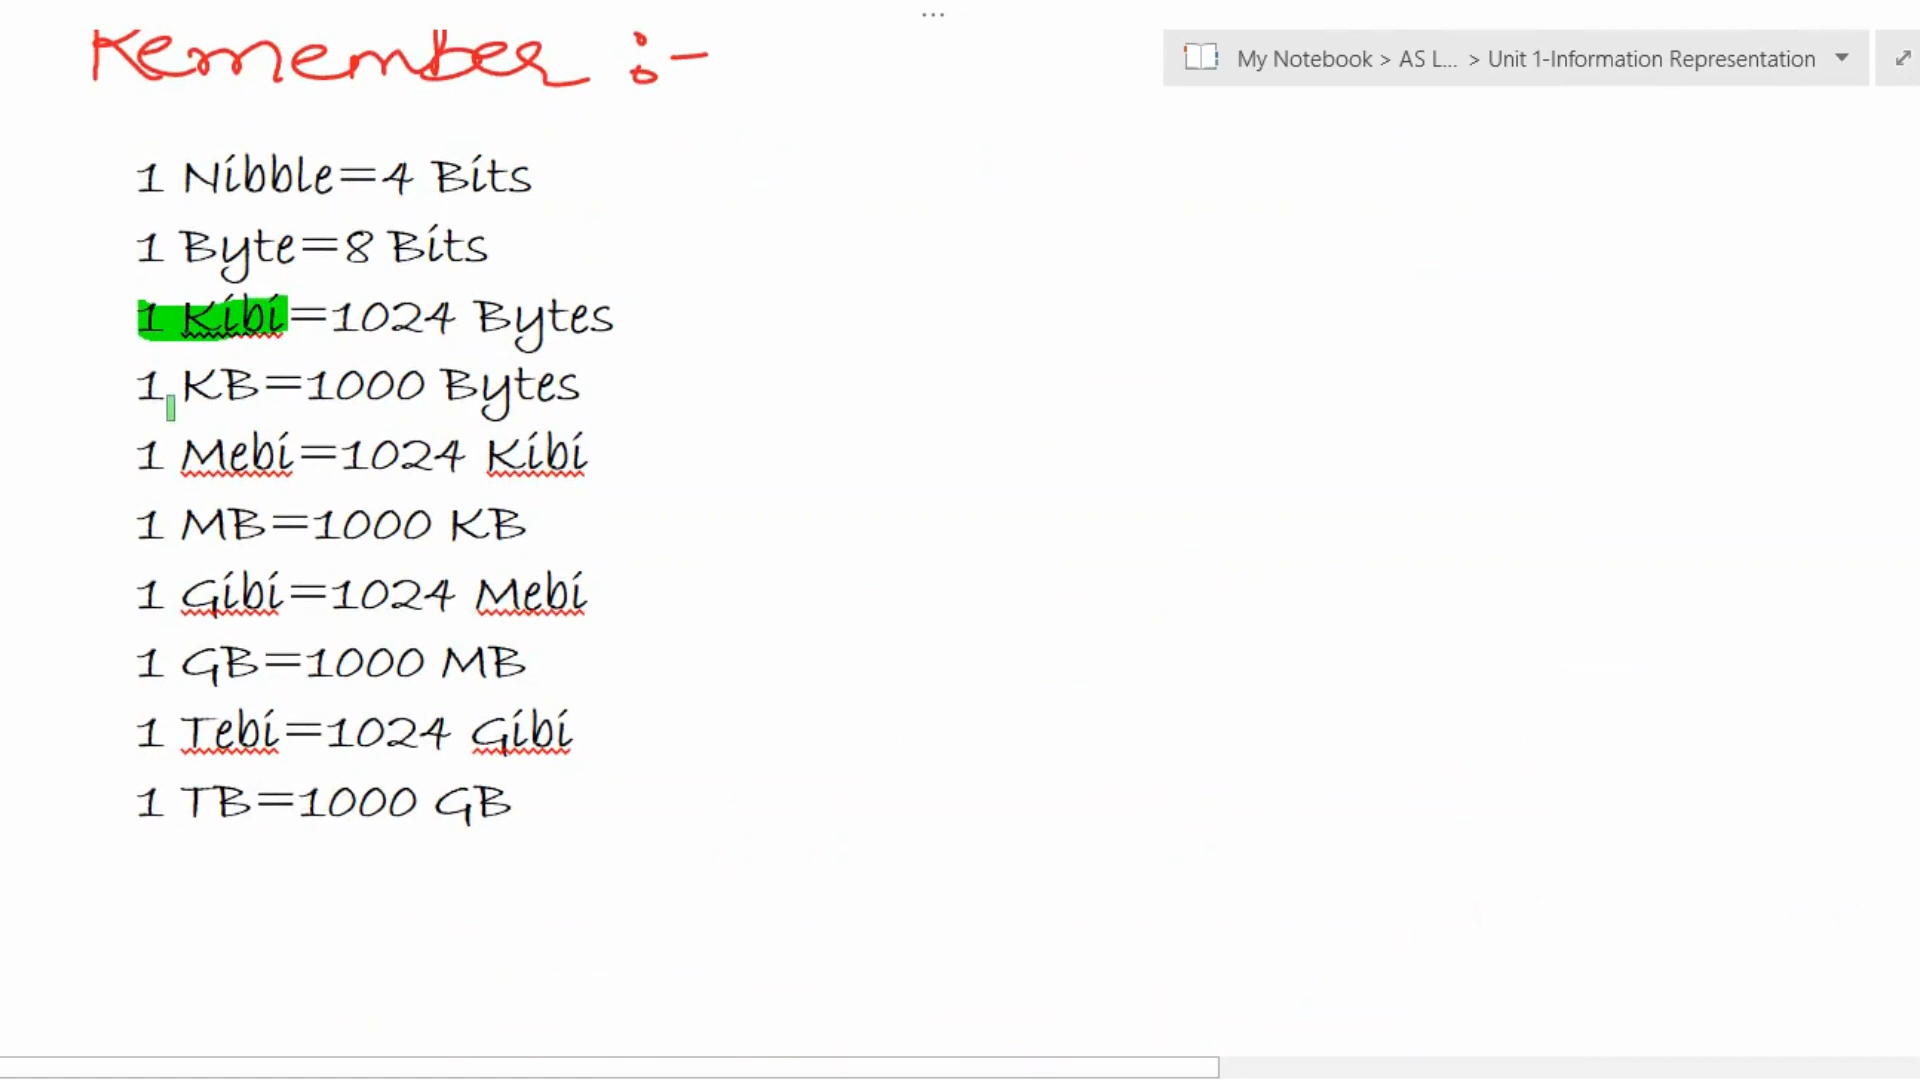 ...
Remember :-
My Notebook > AS L... > Unit 1-Information Representation
1 Nibble=4 Bits
1 Byte=8 Bits
1 Kibi=1024 Bytes
1 KB=1000 Bytes
1 Mebi=1024 Kibi
1 MB=1000 KB
1 Gibi=1024 Mebi
1 GB=1000 MB
1 Tebi=1024 Gibi
1 TB=1000 GB